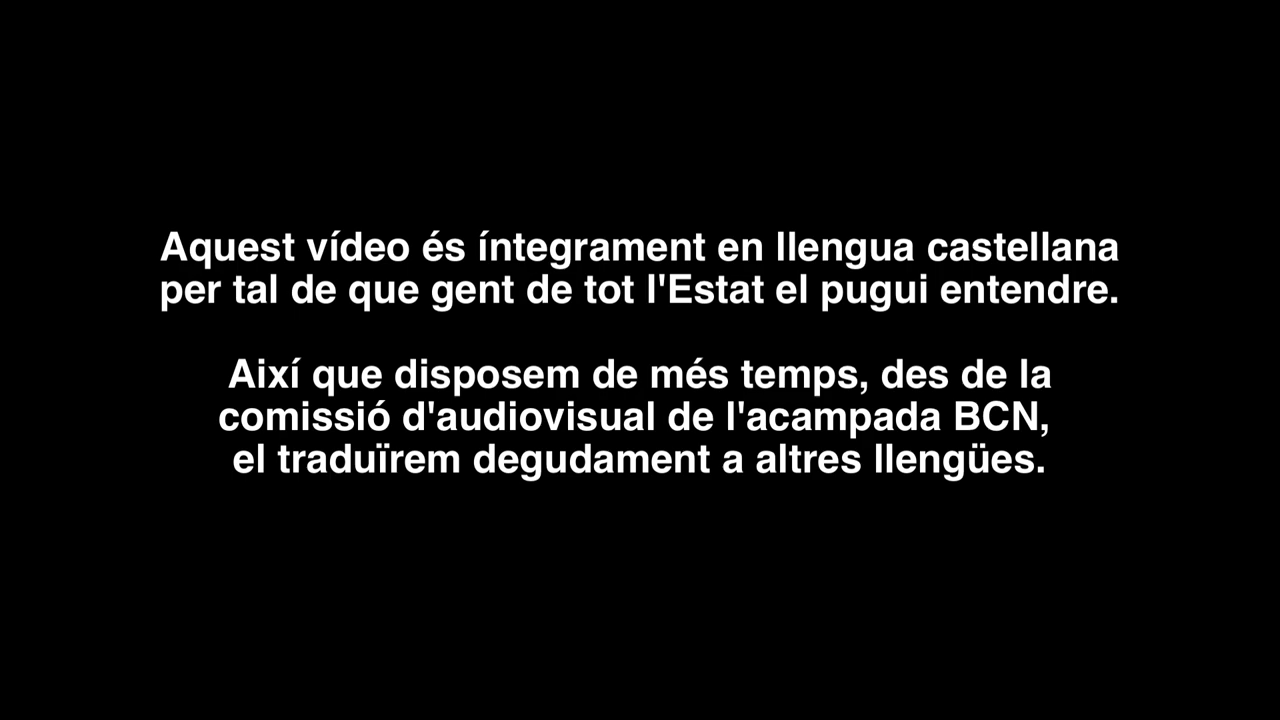 Aquest vídeo és íntegrament en llengua castellana
per tal de que gent de tot l'Estat el pugui entendre.
Així que disposem de més temps, des de la
comissió d'audiovisual de l'acampada BCN,
el traduïrem degudament a altres llengües.